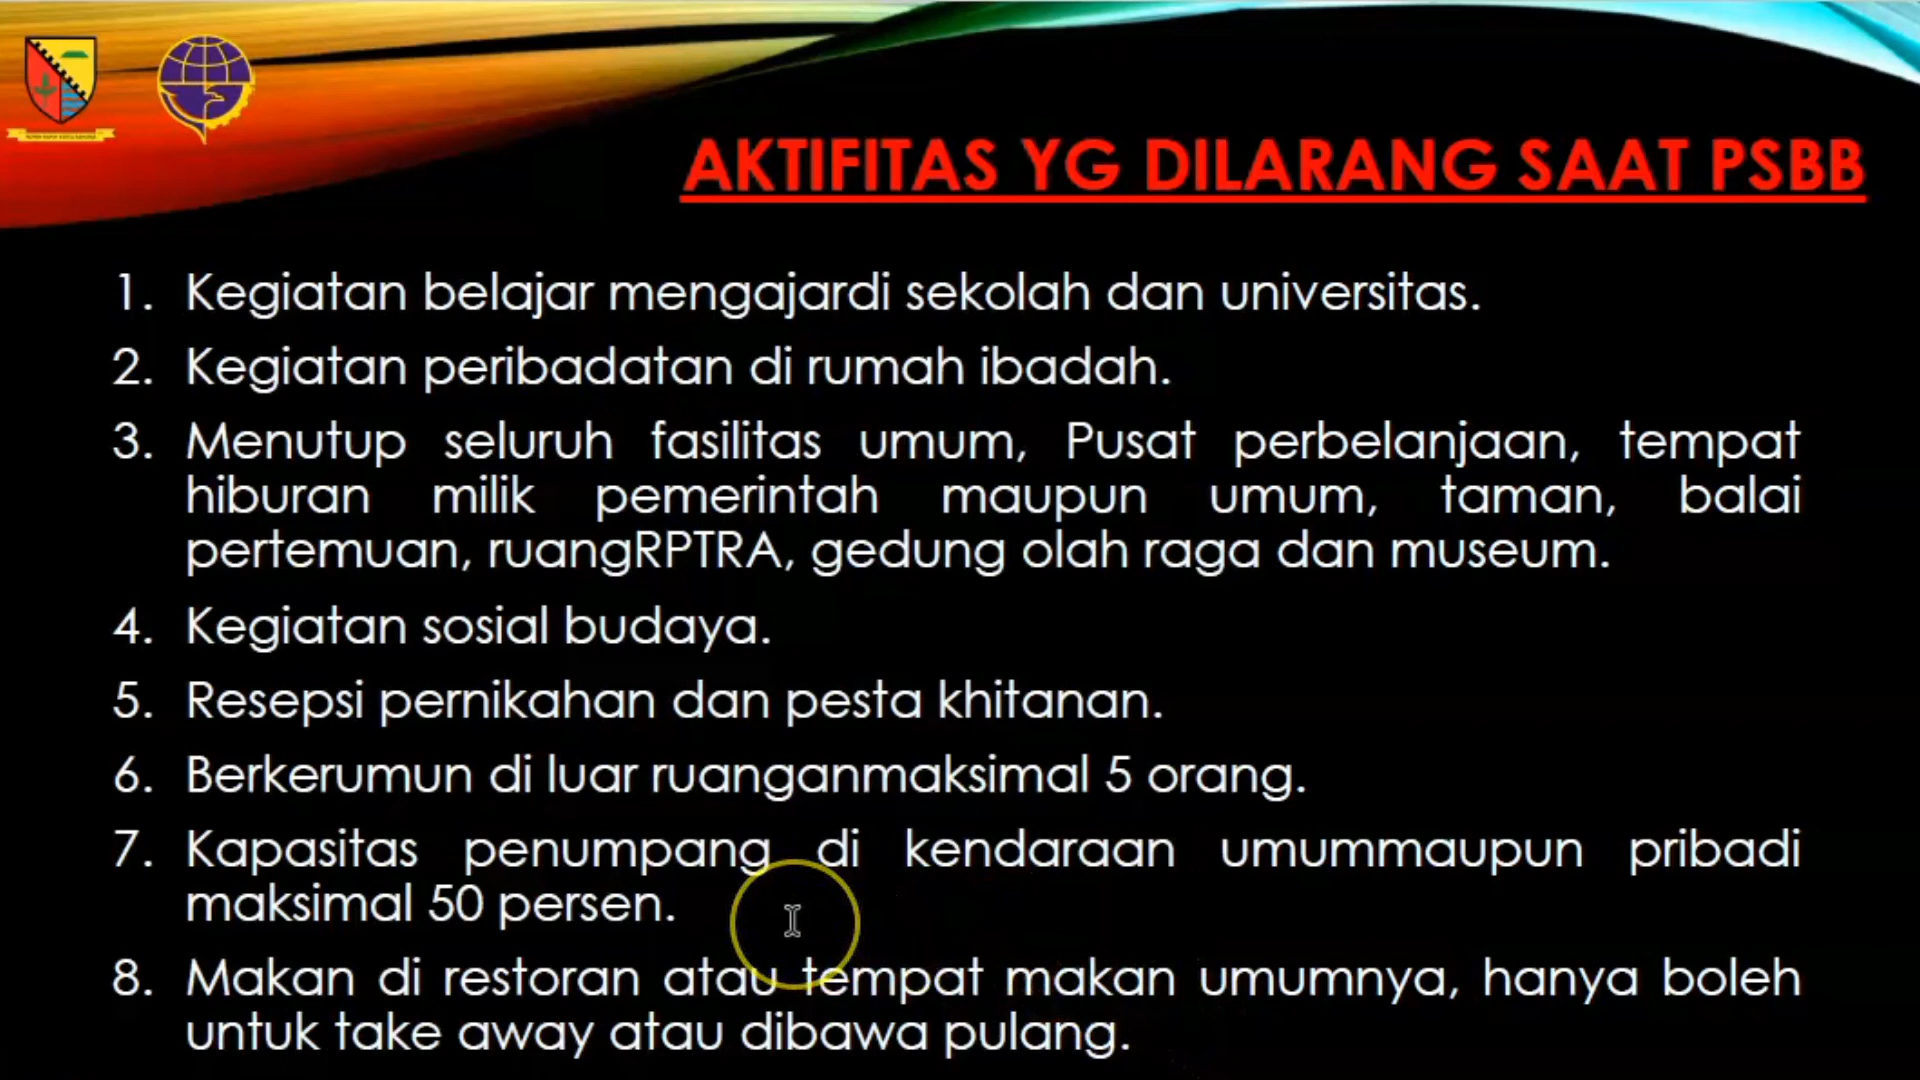 AKTIFITAS YG DILARANG SAAT PSBB
1. Kegiatan belajar mengajardi sekolah dan universitas.
2. Kegiatan peribadatan di rumah ibadah.
3. Menutup seluruh fasilitas umum, Pusat perbelanjaan, tempat
hiburan milik pemerintah maupun umum, taman, balai
pertemuan, ruangRPTRA, gedung olah raga dan museum.
4. Kegiatan sosial budaya.
5. Resepsi pernikahan dan pesta khitanan.
6. Berkerumun di luar ruanganmaksimal 5 orang.
7. Kapasitas penumpang di kendaraan umummaupun pribadi
maksimal 50 persen.
8. Makan di restoran atau tempat makan umumnya, hanya boleh
untuk take away atau dibawa pulang.